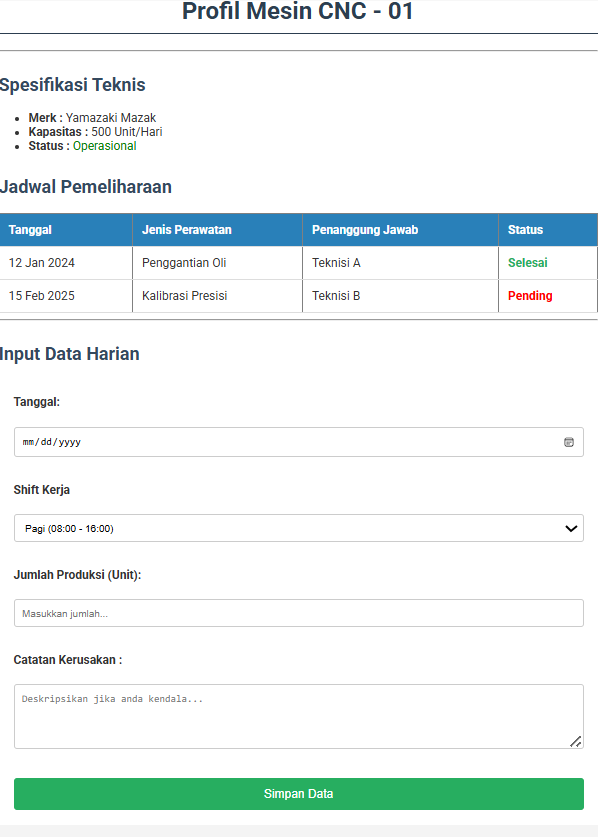 Profil Mesin CNC - 01
Spesifikasi Teknis
Merk : Yamazaki Mazak
Kapasitas : 500 Unit/Hari
Status : Operasional
Jadwal Pemeliharaan
Tanggal Jenis Perawatan Penanggung Jawab Status
12 Jan 2024 Penggantian Oli Teknisi A Selesai
15 Feb 2025 Kalibrasi Presisi Teknisi B Pending
Input Data Harian
Tanggal:
mm/dd/yyyy
Shift Kerja
Pagi (08:00 - 16:00)
Jumlah Produksi (Unit):
Masukkan jumlah...
Catatan Kerusakan :
Deskripsikan jika anda kendala...
Simpan Data